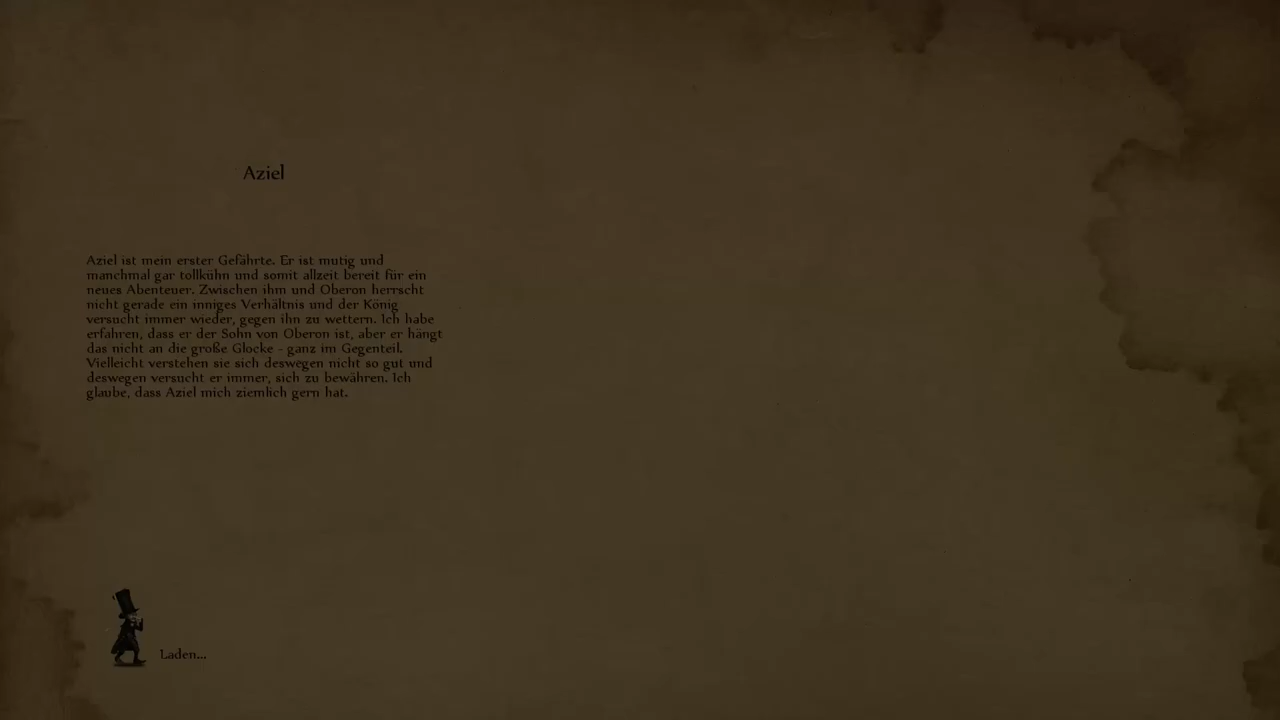 Aziel
Aziel ist mein erster Gefährte. Er ist mutig und
manchmal gar tollkühn und somit allzeit bereit für ein
neues Abenteuer. Zwischen ihm und Oberon herrscht
nicht gerade ein inniges Verhältnis und der König
versucht immer wieder, gegen ihn zu wettern. Ich habe
erfahren, dass er der Sohn von Oberon ist, aber er hängt
das nicht an die große Glocke - ganz im Gegenteil.
Vielleicht verstehen sie sich deswegen nicht so gut und
deswegen versucht er immer, sich zu bewähren. Ich
glaube, dass Aziel mich ziemlich gern hat.
Laden...